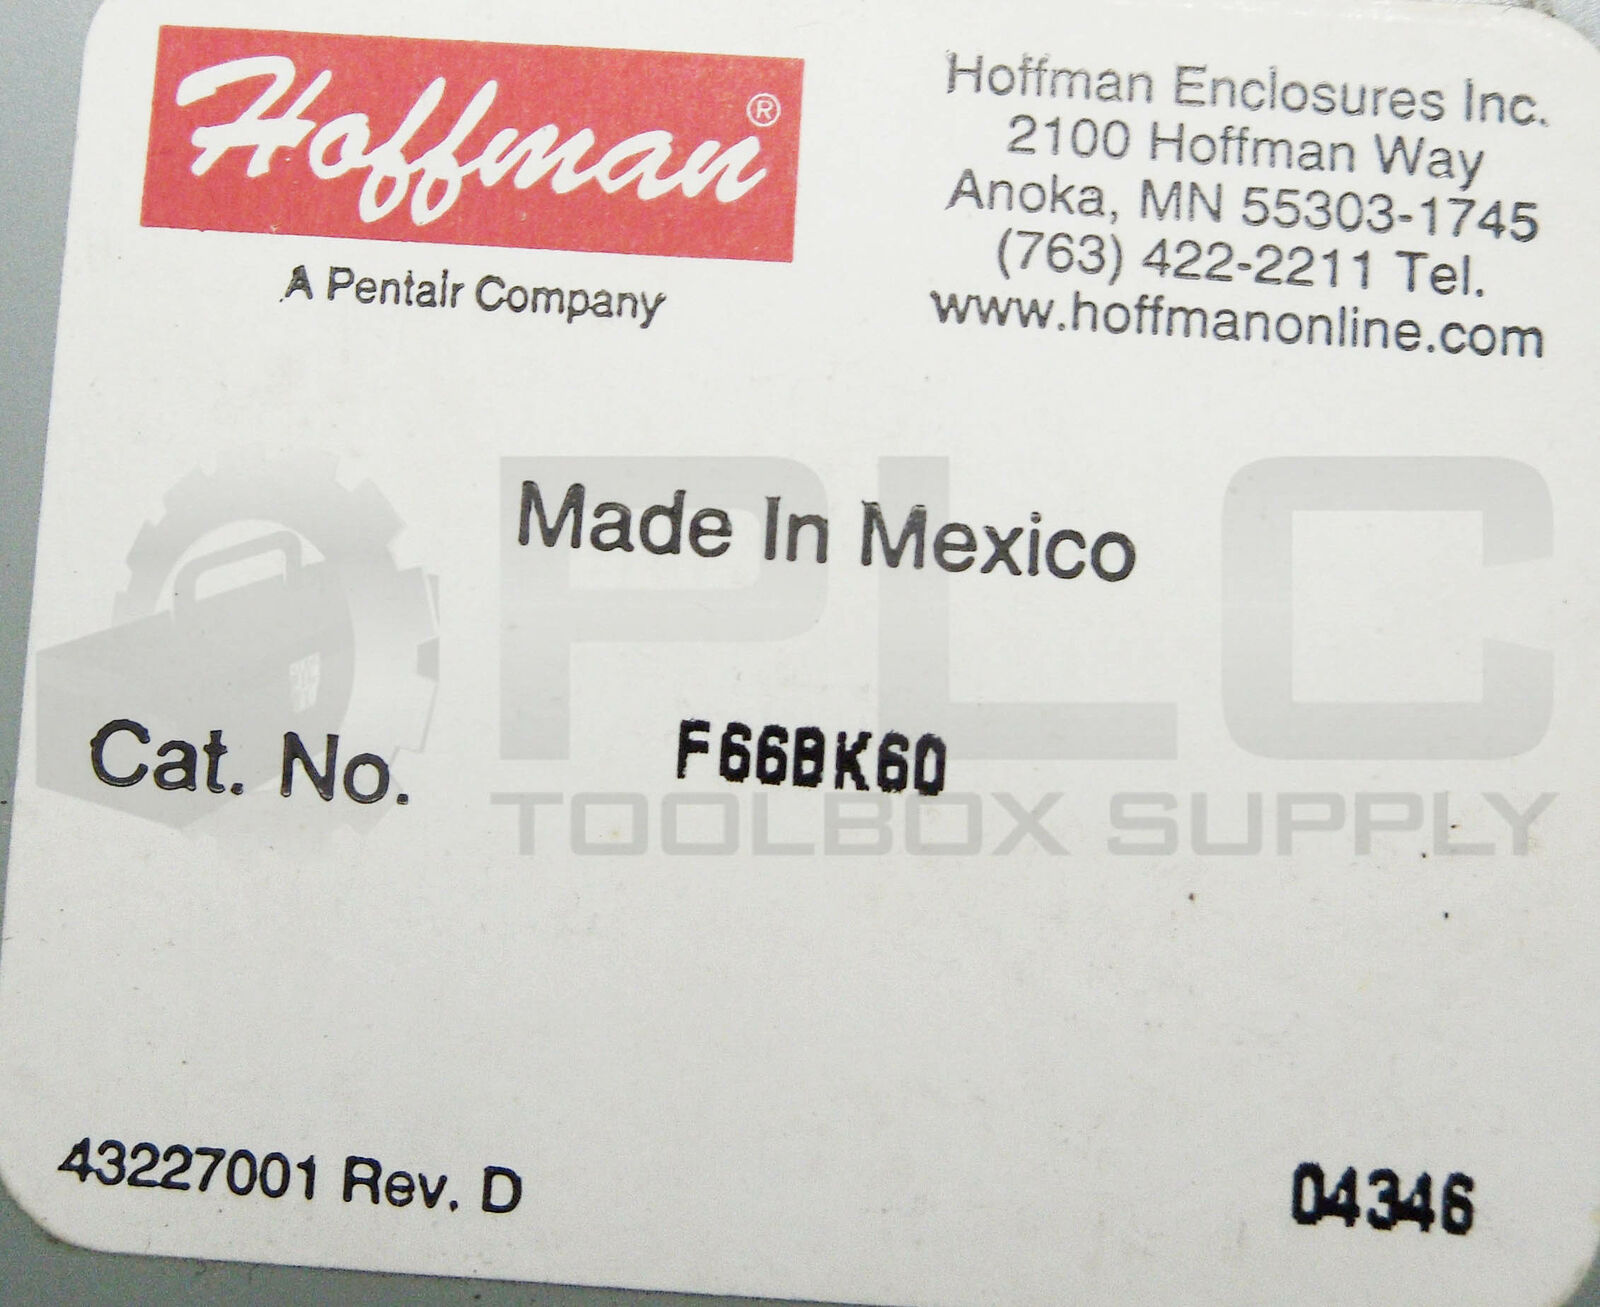 Hoffman®
A Pentair Company
Hoffman Enclosures Inc.
2100 Hoffman Way
Anoka, MN 55303-1745
(763) 422-2211 Tel.
www.hoffmanonline.com
Made In Mexico
PLC
TOOLBOX SUPPLY
Cat. No. F66BK60
43227001 Rev. D
04346